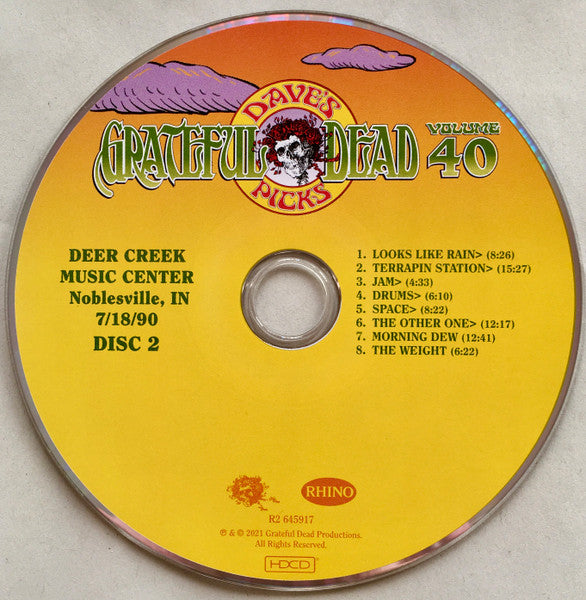 DAVE'S
GRATEFUL DEAD VOLUME 40
PICKS
DEER CREEK
MUSIC CENTER
Noblesville, IN
7/18/90
DISC 2
1. LOOKS LIKE RAIN> (8:26)
2. TERRAPIN STATION> (15:27)
3. JAM> (4:33)
4. DRUMS> (6:10)
5. SPACE> (8:22)
6. THE OTHER ONE> (12:17)
7. MORNING DEW (12:41)
8. THE WEIGHT (6:22)
RHINO
R2 645917
℗ & © 2021 Grateful Dead Productions.
All Rights Reserved.
HDCD